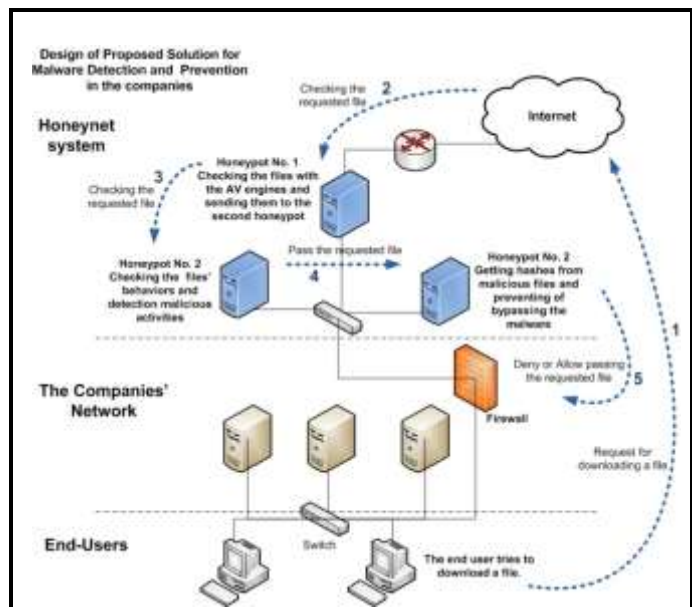 Design of Proposed Solution for
Malware Detection and Prevention
in the companies
Honeynet
system
Checking the
requested file
2
Internet
Honeypot No. 1
Checking the files with
the AV engines and
sending them to the
second honeypot
3
Checking the
requested file
Honeypot No. 2
Checking the files'
behaviors and
detection malicious
activities
Pass the requested file
4
Honeypot No. 2
Getting hashes from
malicious files and
preventing of
bypassing the
malware
1
Deny or Allow passing
the requested file
5
The Companies'
Network
Firewall
Request for
downloading a file
End-Users
Switch
The end user tries to
download a file.